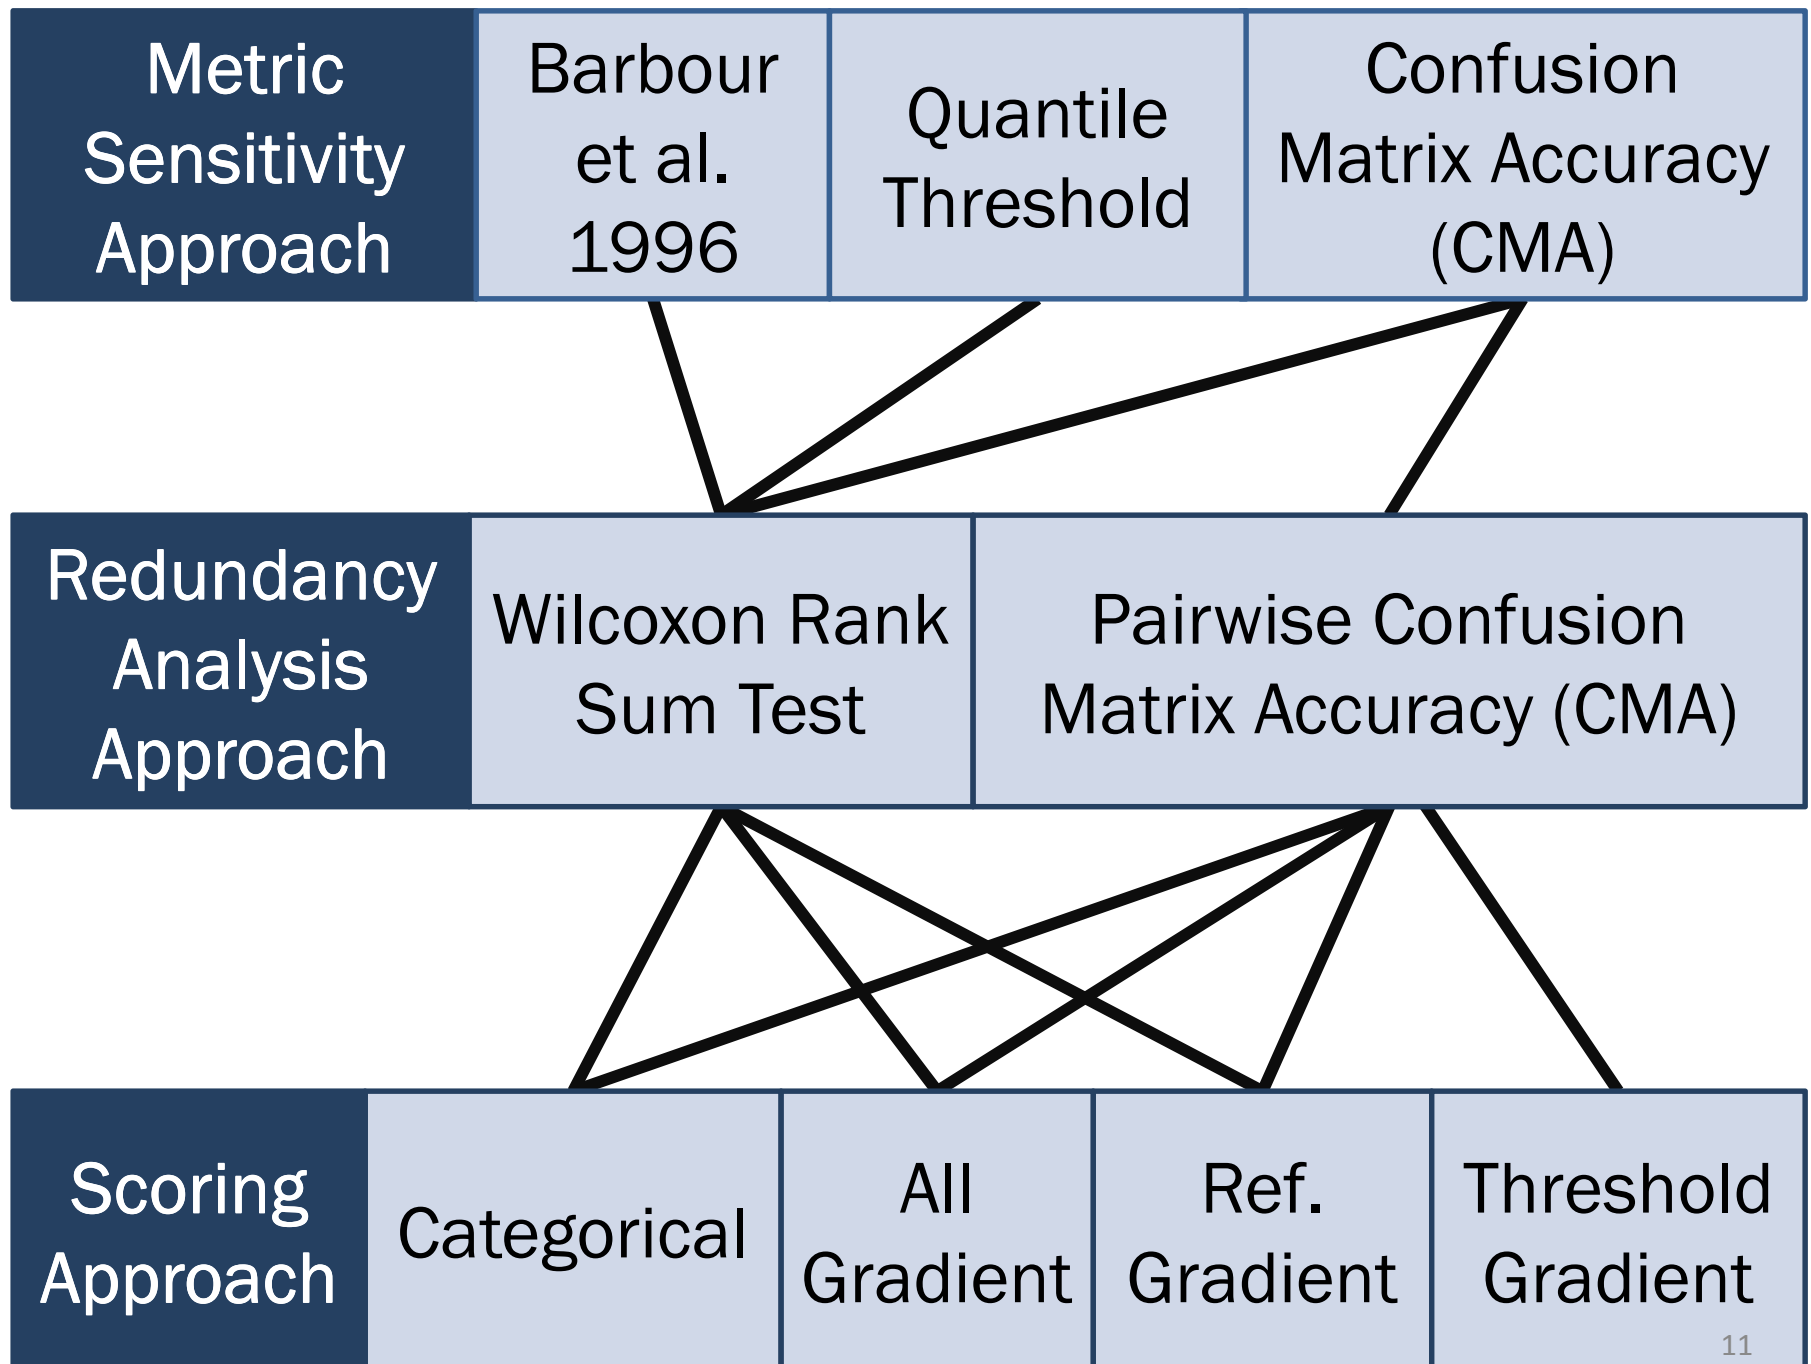 Metric
Sensitivity
Approach
Barbour
et al.
1996
Quantile
Threshold
Confusion
Matrix Accuracy
(CMA)
Redundancy
Analysis
Approach
Wilcoxon Rank
Sum Test
Pairwise Confusion
Matrix Accuracy (CMA)
Scoring
Approach
Categorical
All
Gradient
Ref.
Gradient
Threshold
Gradient
11